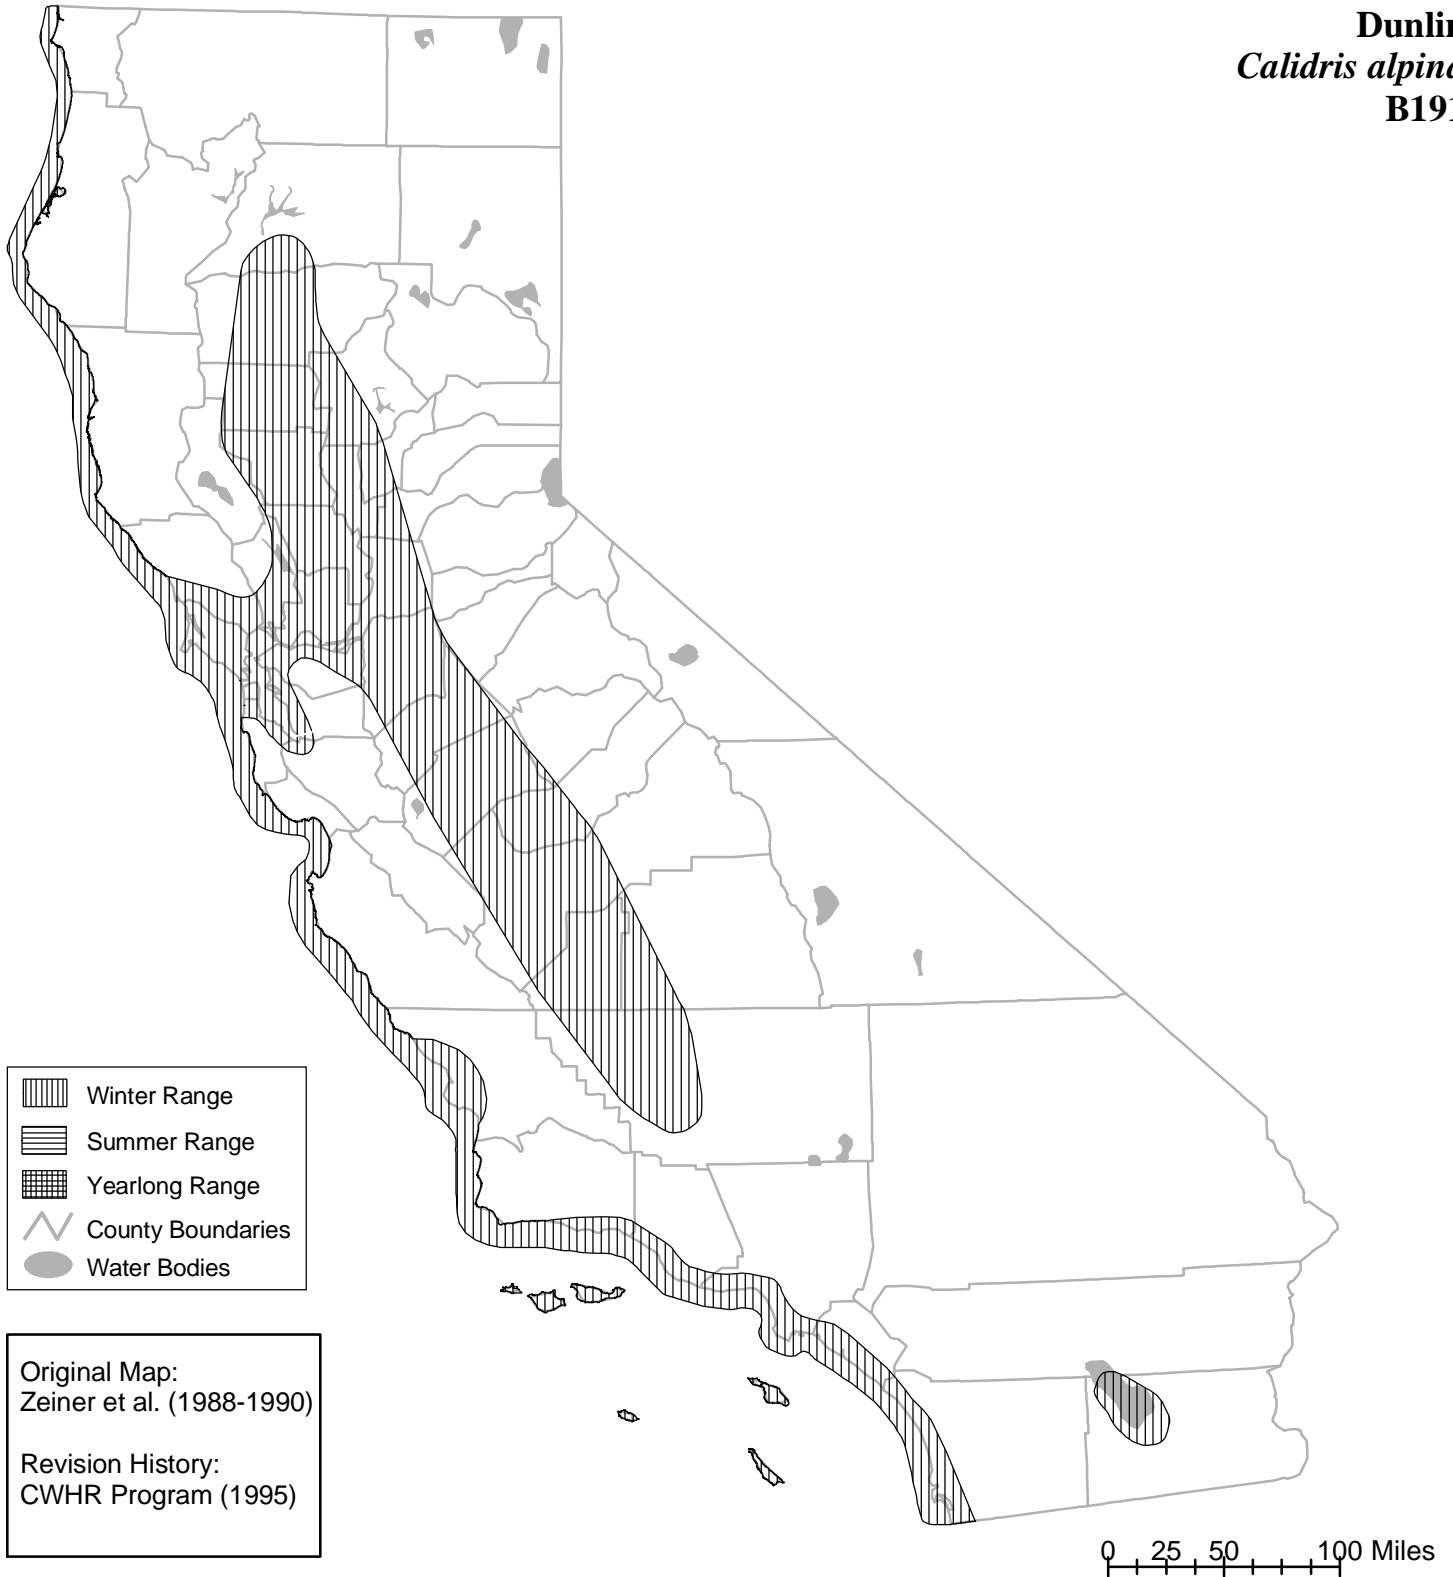 Dunlin
Calidris alpina
B191
Winter Range
Summer Range
Yearlong Range
County Boundaries
Water Bodies
Original Map:
Zeiner et al. (1988-1990)
Revision History:
CWHR Program (1995)
0 25 50 100 Miles